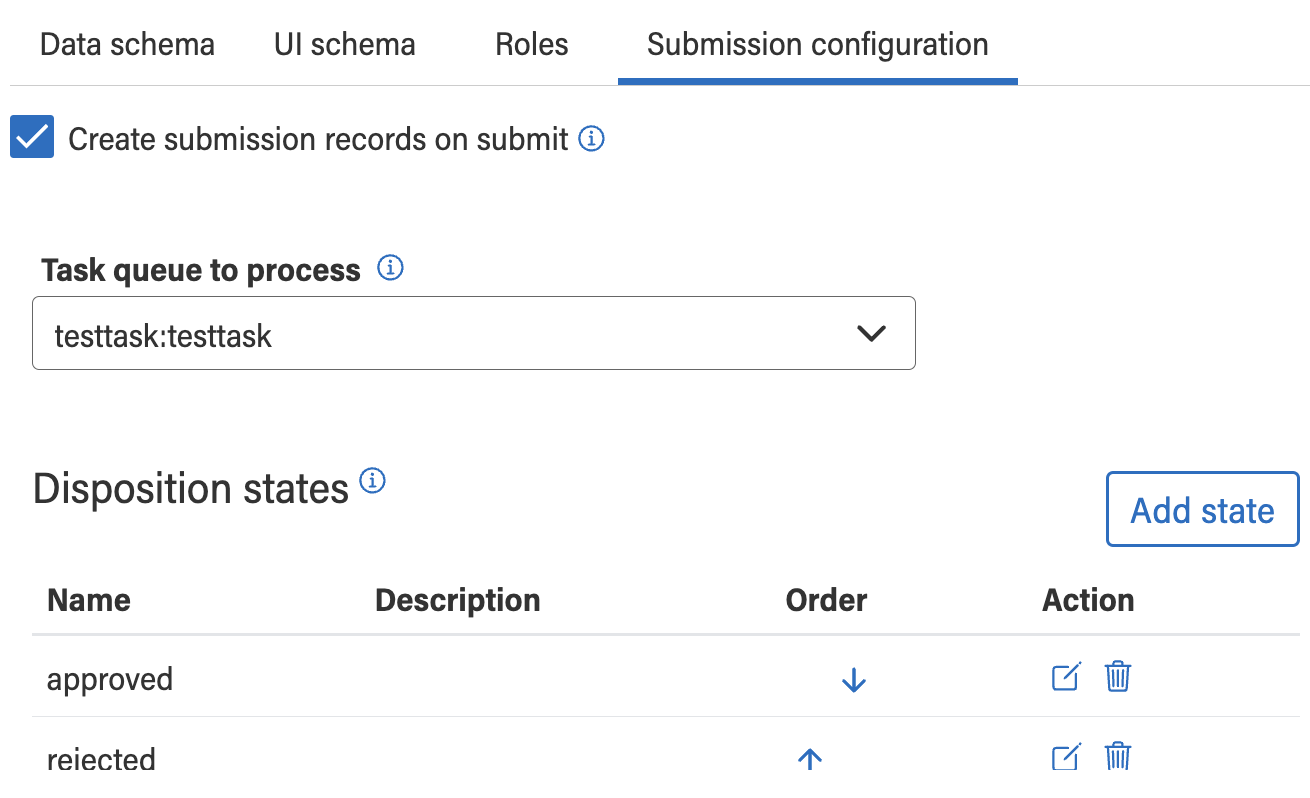 Data schema UI schema Roles Submission configuration
Create submission records on submit
Task queue to process
testtask:testtask
Disposition states
Add state
Name Description Order Action
approved
rejected